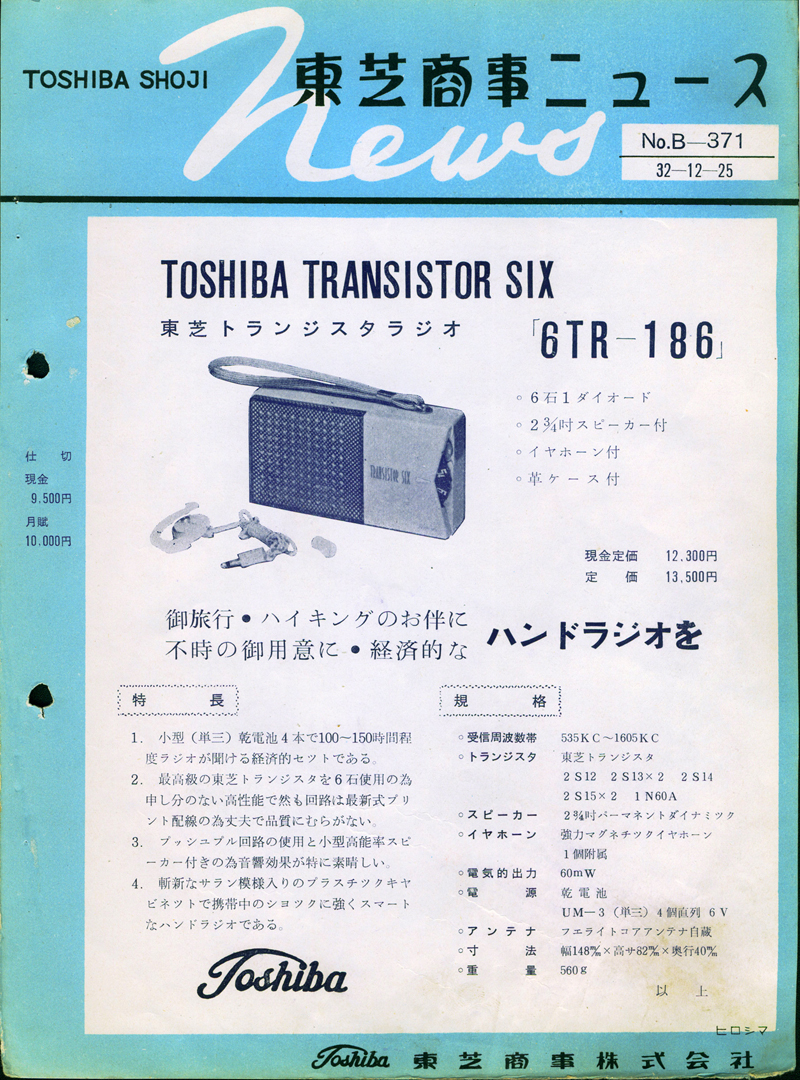 TOSHIBA SHOJI
東芝商事ニュース
News
No.B—371
32—12—25
TOSHIBA TRANSISTOR SIX
東芝トランジスタラジオ
「6TR-186」
TRANSISTOR SIX
◦6石1ダイオード
◦2¾吋スピーカー付
◦イヤホーン付
◦革ケース付
仕 切
現金
9.500円
月賦
10.000円
現金定価 12,300円
定 価 13,500円
御旅行・ハイキングのお伴に
不時の御用意に・経済的な
ハンドラジオを
特 長
1. 小型(単三)乾電池4本で100~150時間程
度ラジオが聞ける経済的セツトである。
2. 最高級の東芝トランジスタを6石使用の為
申し分のない高性能で然も回路は最新式プリ
ント配線の為丈夫で品質にむらがない。
3. プッシュプル回路の使用と小型高能率スピ
ーカー付きの為音響効果が特に素晴しい。
4. 斬新なサラン模様入りのプラスチツクキヤ
ビネツトで携帯中のシヨツクに強くスマート
なハンドラジオである。
規 格
◦受信周波数帯 535KC~1605KC
◦トランジスタ 東芝トランジスタ
2S12 2S13×2 2S14
2S15×2 1N60A
◦スピーカー 2¾吋パーマネントダイナミツク
◦イヤホーン 強力マグネチツクイヤホーン
1個附属
◦電気的出力 60mW
◦電 源 乾電池
UM—3(単三)4個直列 6V
◦アンテナ フエライトコアアンテナ自蔵
◦寸 法 幅148㎜×高サ82㎜×奥行40㎜
◦重 量 560g
以 上
Toshiba
ヒロシマ
Toshiba 東芝商事株式会社